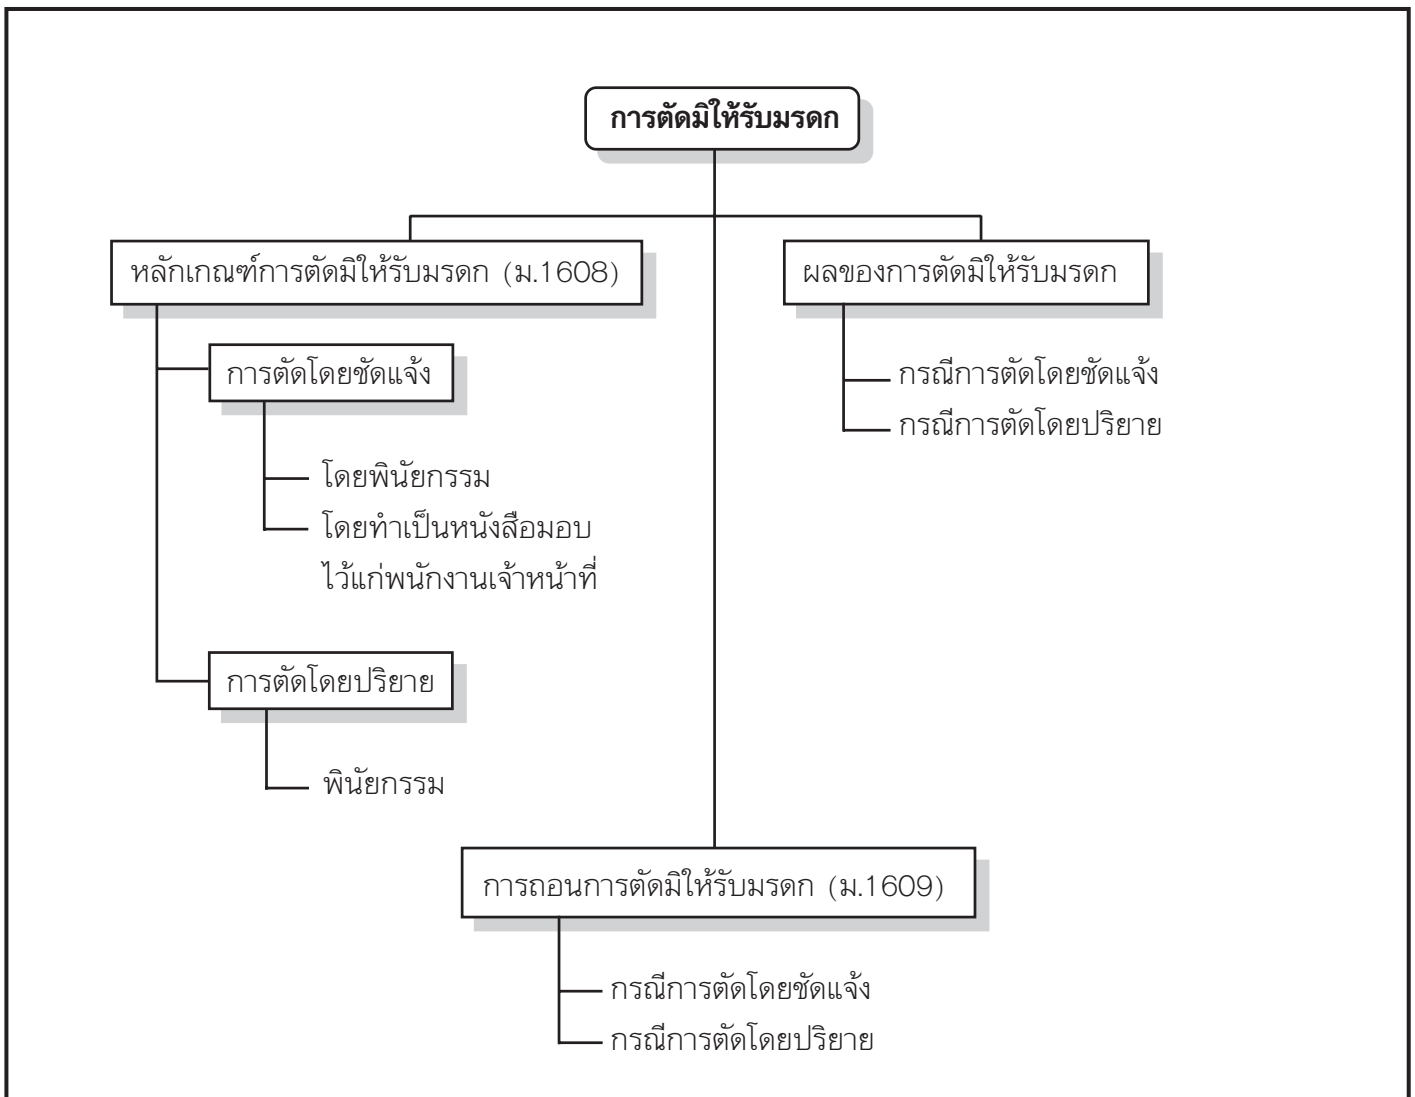 การตัดมิให้รับมรดก
หลักเกณฑ์การตัดมิให้รับมรดก (ม.1608)
การตัดโดยชัดแจ้ง
โดยพินัยกรรม
โดยทำเป็นหนังสือมอบ
ไว้แก่พนักงานเจ้าหน้าที่
การตัดโดยปริยาย
พินัยกรรม
ผลของการตัดมิให้รับมรดก
กรณีการตัดโดยชัดแจ้ง
กรณีการตัดโดยปริยาย
การถอนการตัดมิให้รับมรดก (ม.1609)
กรณีการตัดโดยชัดแจ้ง
กรณีการตัดโดยปริยาย